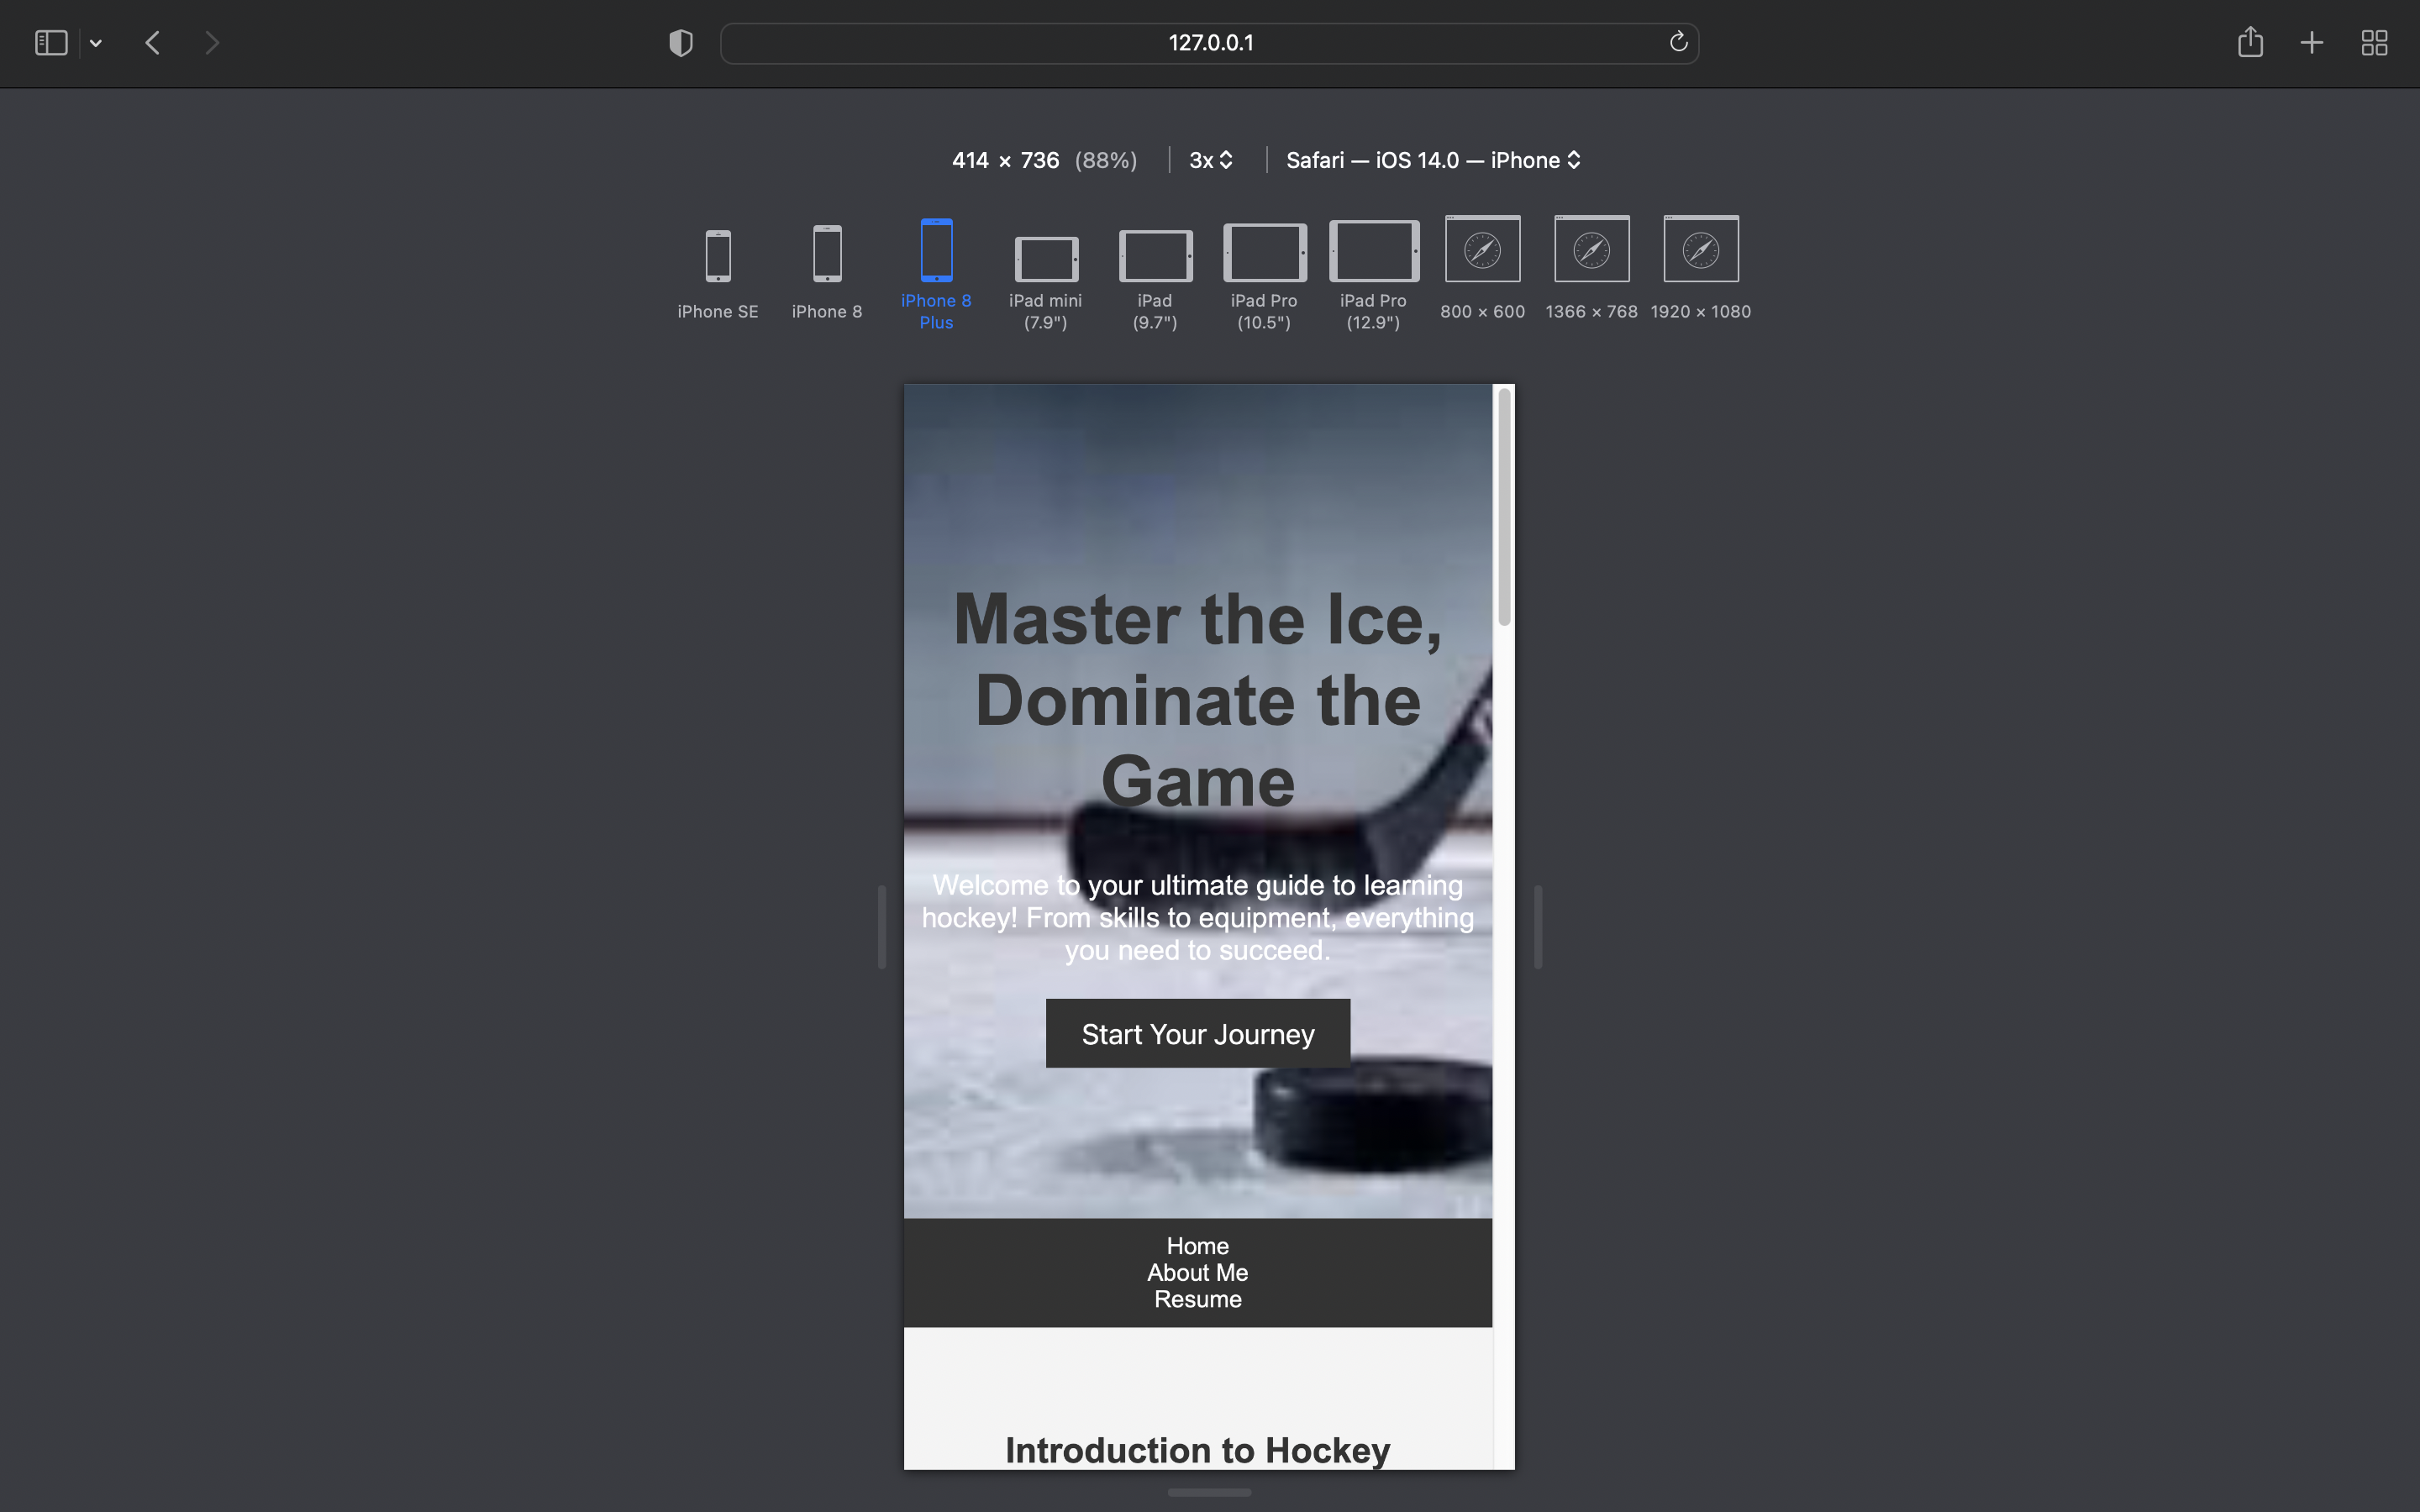 127.0.0.1
414 × 736 (88%) 3x Safari — iOS 14.0 — iPhone
iPhone SE
iPhone 8
iPhone 8
Plus
iPad mini
(7.9")
iPad
(9.7")
iPad Pro
(10.5")
iPad Pro
(12.9")
800 × 600
1366 × 768
1920 × 1080
Master the Ice,
Dominate the
Game
Welcome to your ultimate guide to learning
hockey! From skills to equipment, everything
you need to succeed.
Start Your Journey
Home
About Me
Resume
Introduction to Hockey